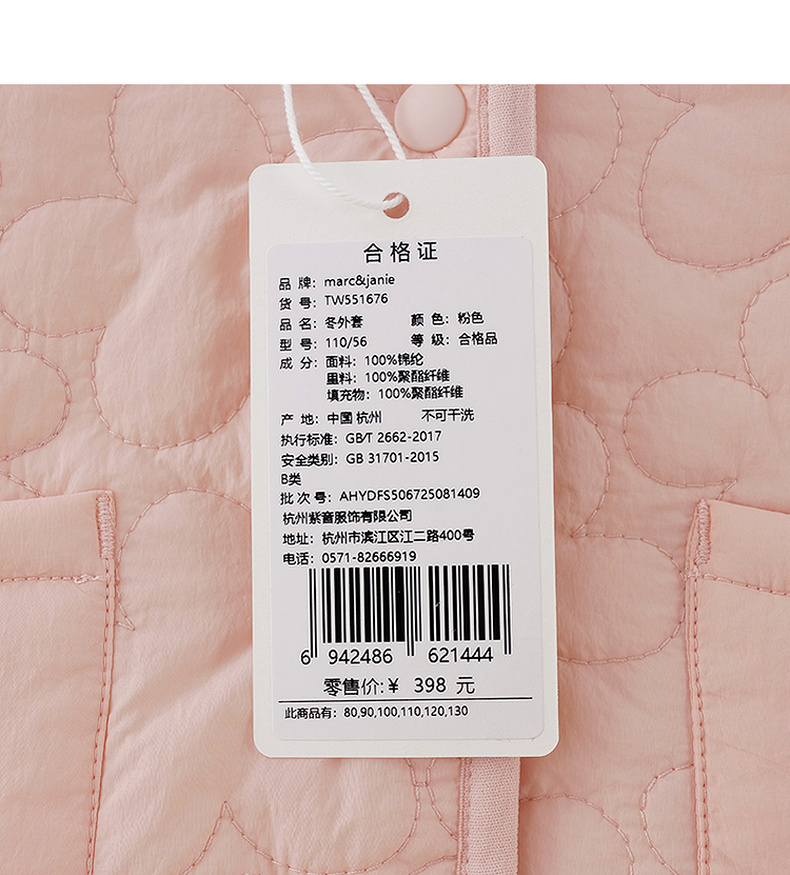 合格证
品 牌: marc&janie
货 号: TW551676
品 名: 冬外套 颜 色: 粉色
型 号: 110/56 等 级: 合格品
成 分: 面料: 100%锦纶
里料: 100%聚酯纤维
填充物: 100%聚酯纤维
产 地: 中国 杭州 不可干洗
执行标准: GB/T 2662-2017
安全类别: GB 31701-2015
B类
批 次 号: AHYDFS506725081409
杭州紫音服饰有限公司
地址: 杭州市滨江区江二路400号
电话: 0571-82666919
6 942486 621444
零售价:¥ 398 元
此商品有: 80,90,100,110,120,130